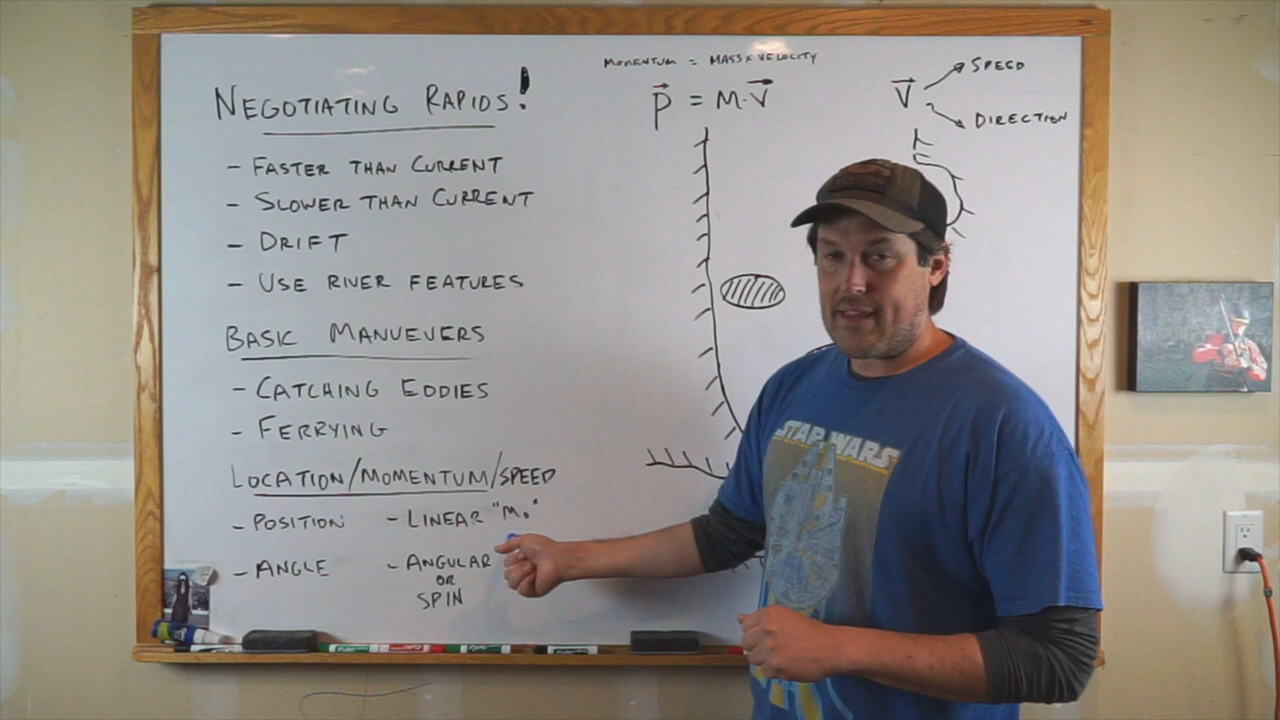 NEGOTIATING RAPIDS!
- FASTER THAN CURRENT
- SLOWER THAN CURRENT
- DRIFT
- USE RIVER FEATURES
BASIC MANUEVERS
- CATCHING EDDIES
- FERRYING
LOCATION/MOMENTUM/SPEED
- POSITION - LINEAR "M."
- ANGLE - ANGULAR
OR
SPIN
MOMENTUM = MASS x VELOCITY
P = M·V
V SPEED
DIRECTION
STAR WARS